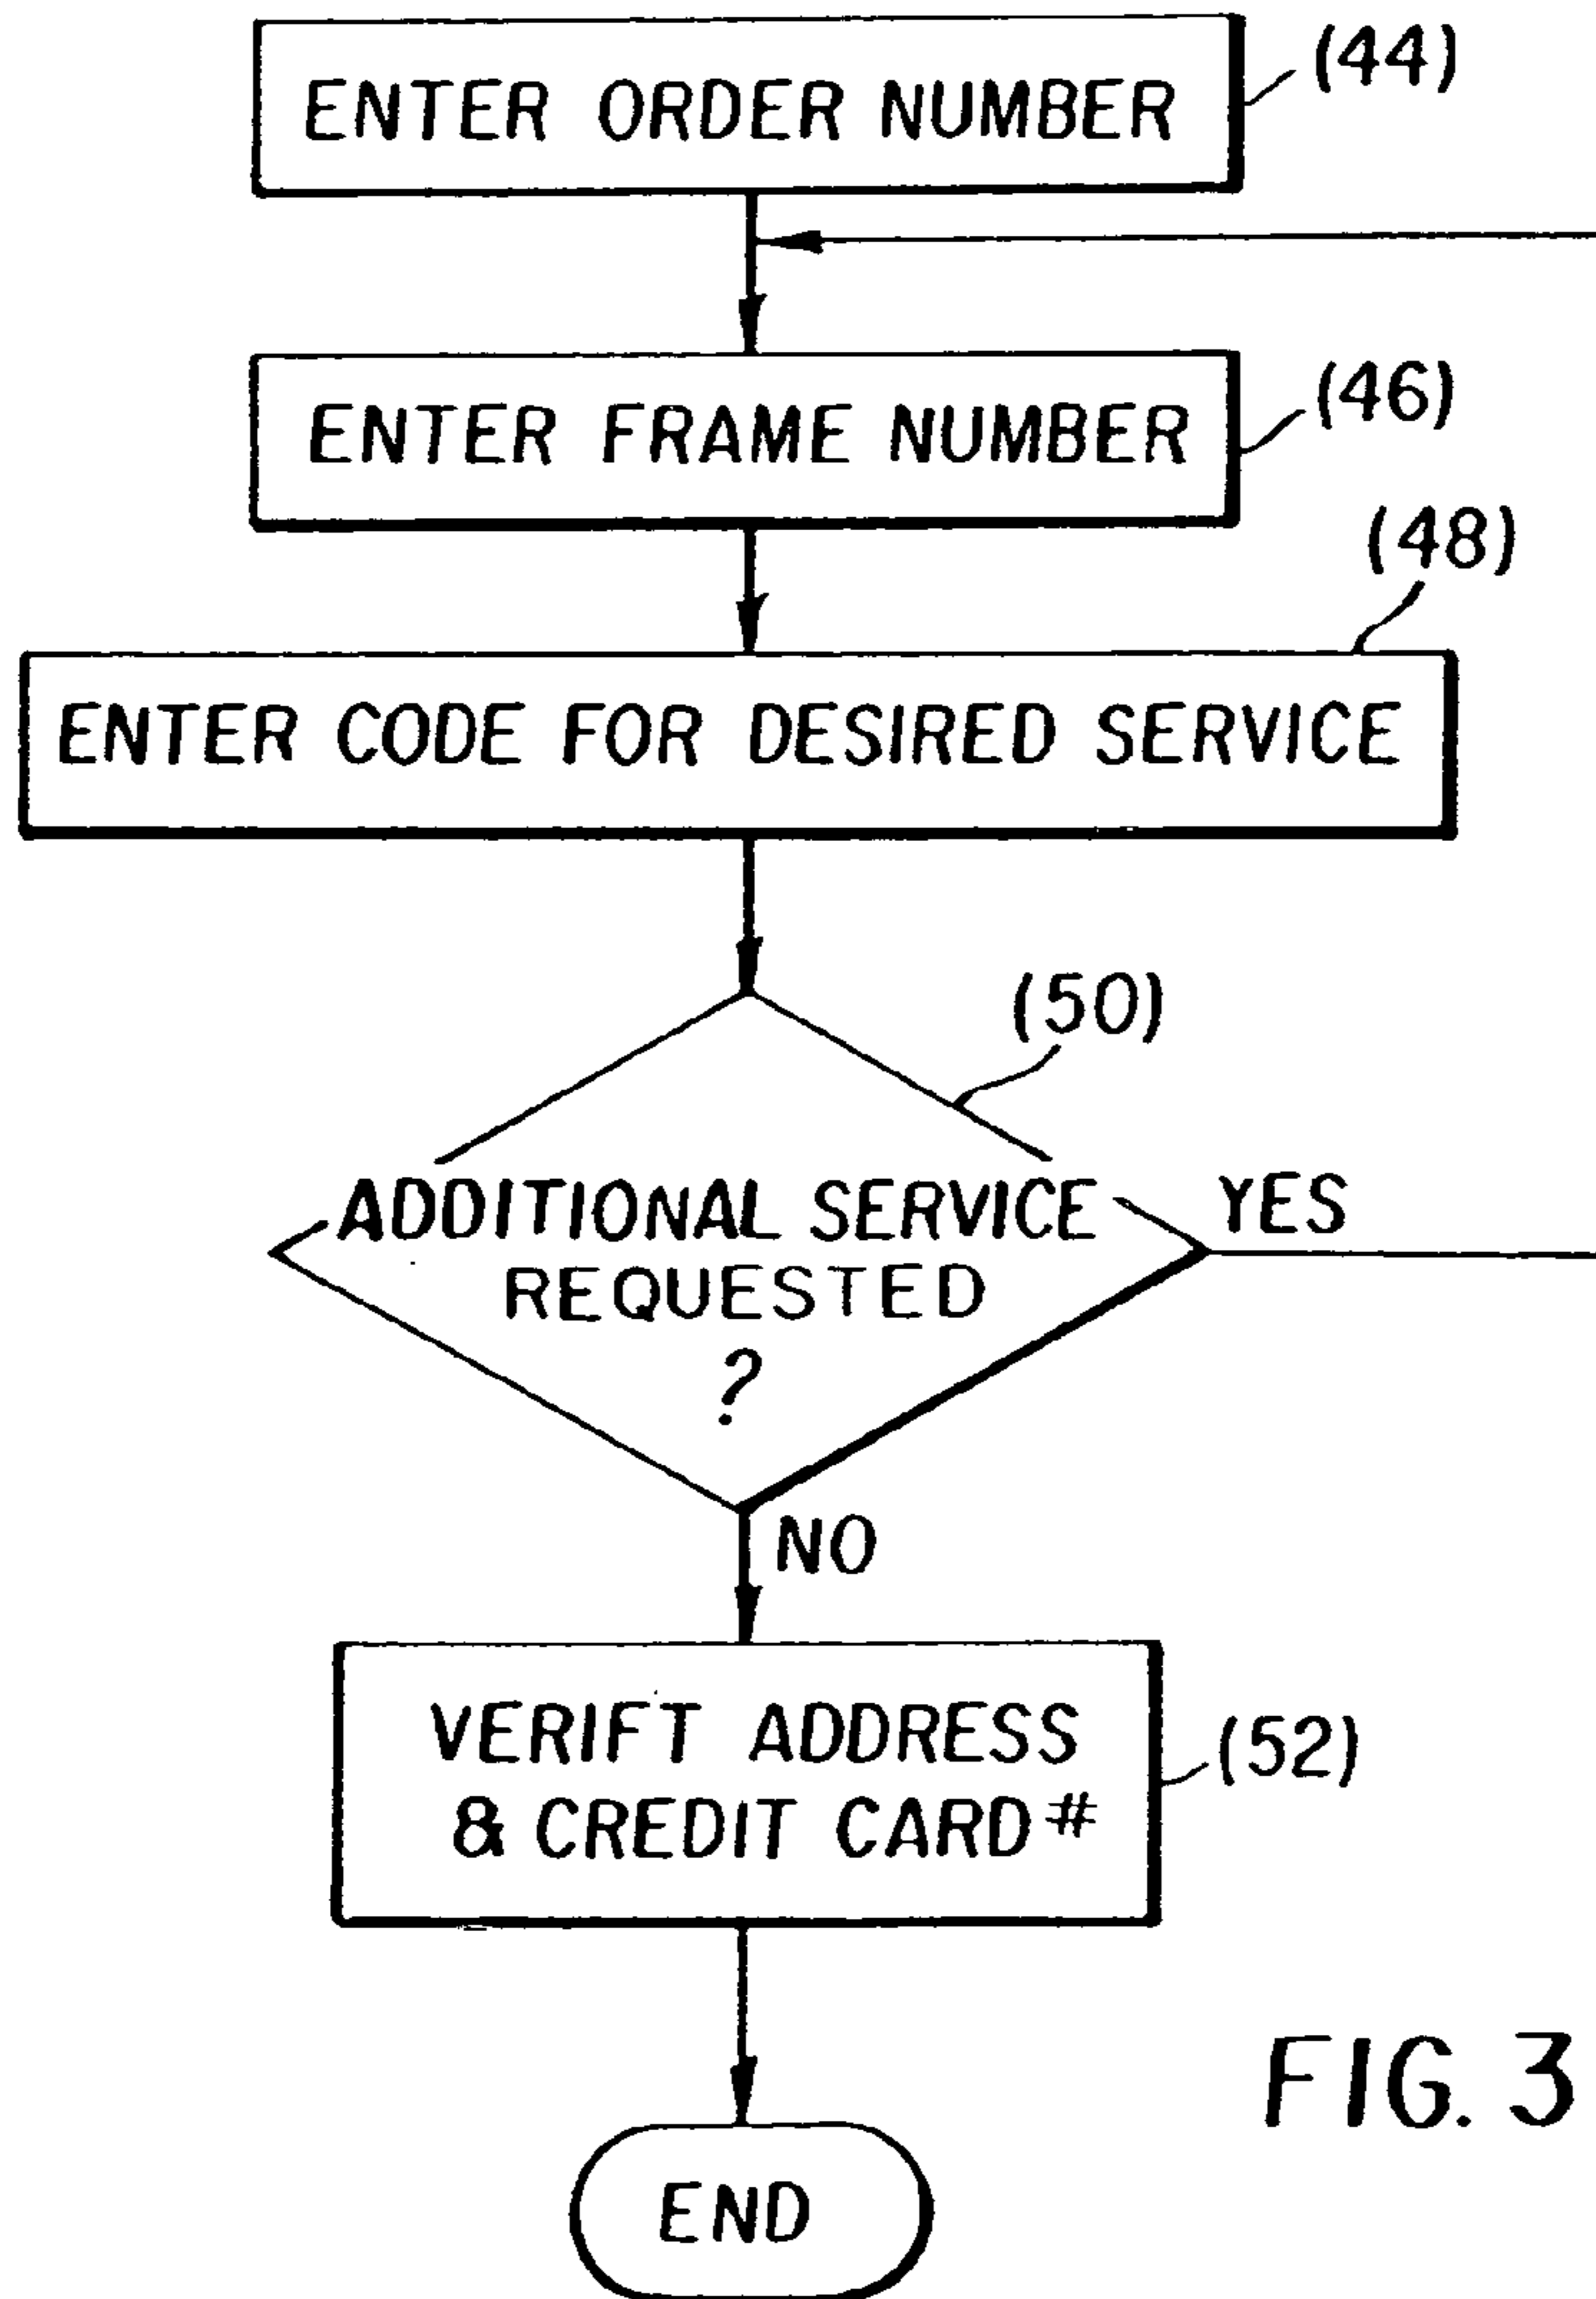 ENTER ORDER NUMBER
(44)
ENTER FRAME NUMBER
(46)
(48)
ENTER CODE FOR DESIRED SERVICE
(50)
ADDITIONAL SERVICE
REQUESTED
?
YES
NO
VERIFT ADDRESS
& CREDIT CARD#
(52)
END
FIG. 3